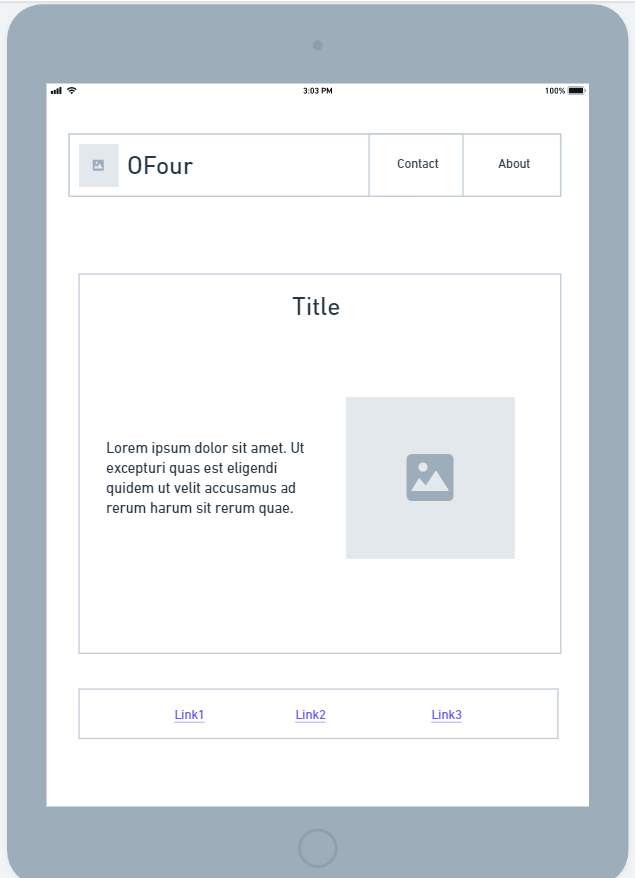 3:03 PM
100%
OFour
Contact
About
Title
Lorem ipsum dolor sit amet. Ut
excepturi quas est eligendi
quidem ut velit accusamus ad
rerum harum sit rerum quae.
Link1
Link2
Link3